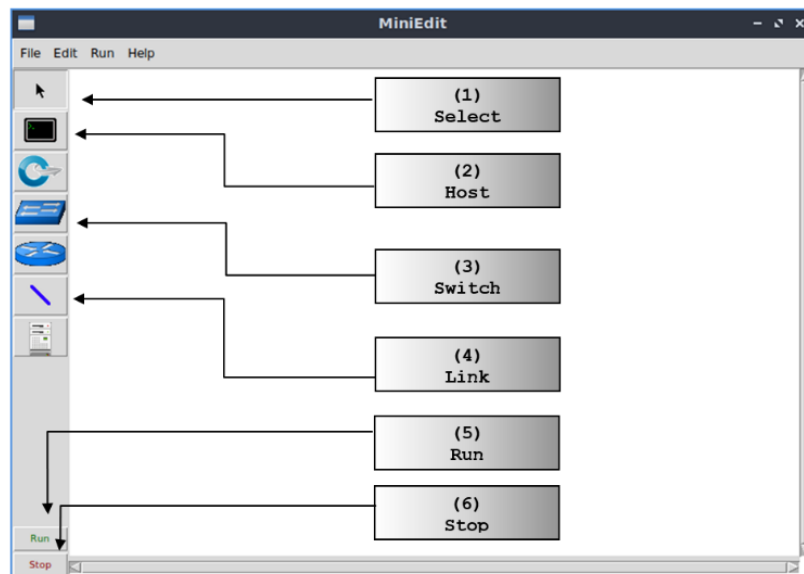 MiniEdit
File Edit Run Help
(1)
Select
(2)
Host
(3)
Switch
(4)
Link
(5)
Run
(6)
Stop
Run
Stop